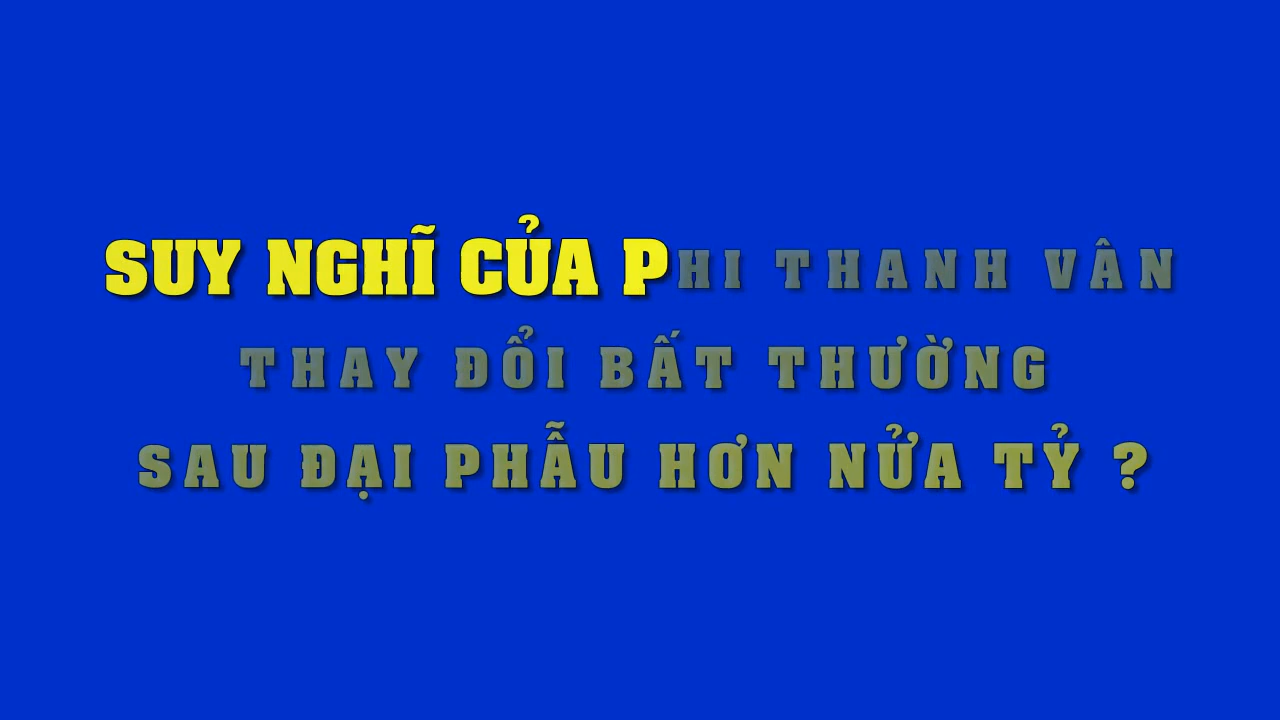 SUY NGHĨ CỦA PHI THANH VÂN
THAY ĐỔI BẤT THƯỜNG
SAU ĐẠI PHẪU HƠN NỬA TỶ ?